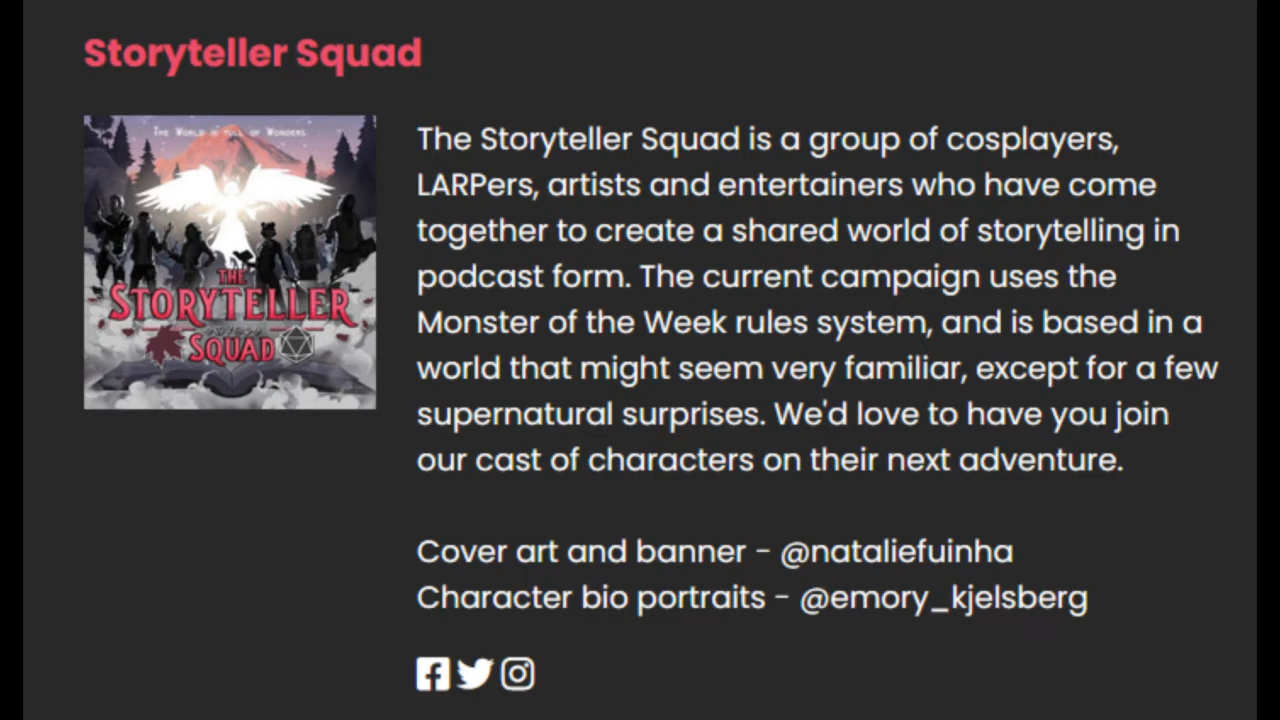 Storyteller Squad
THE WORLD IS FULL OF WONDERS
THE
STORYTELLER
SQUAD
The Storyteller Squad is a group of cosplayers,
LARPers, artists and entertainers who have come
together to create a shared world of storytelling in
podcast form. The current campaign uses the
Monster of the Week rules system, and is based in a
world that might seem very familiar, except for a few
supernatural surprises. We'd love to have you join
our cast of characters on their next adventure.
Cover art and banner - @nataliefuinha
Character bio portraits - @emory_kjelsberg